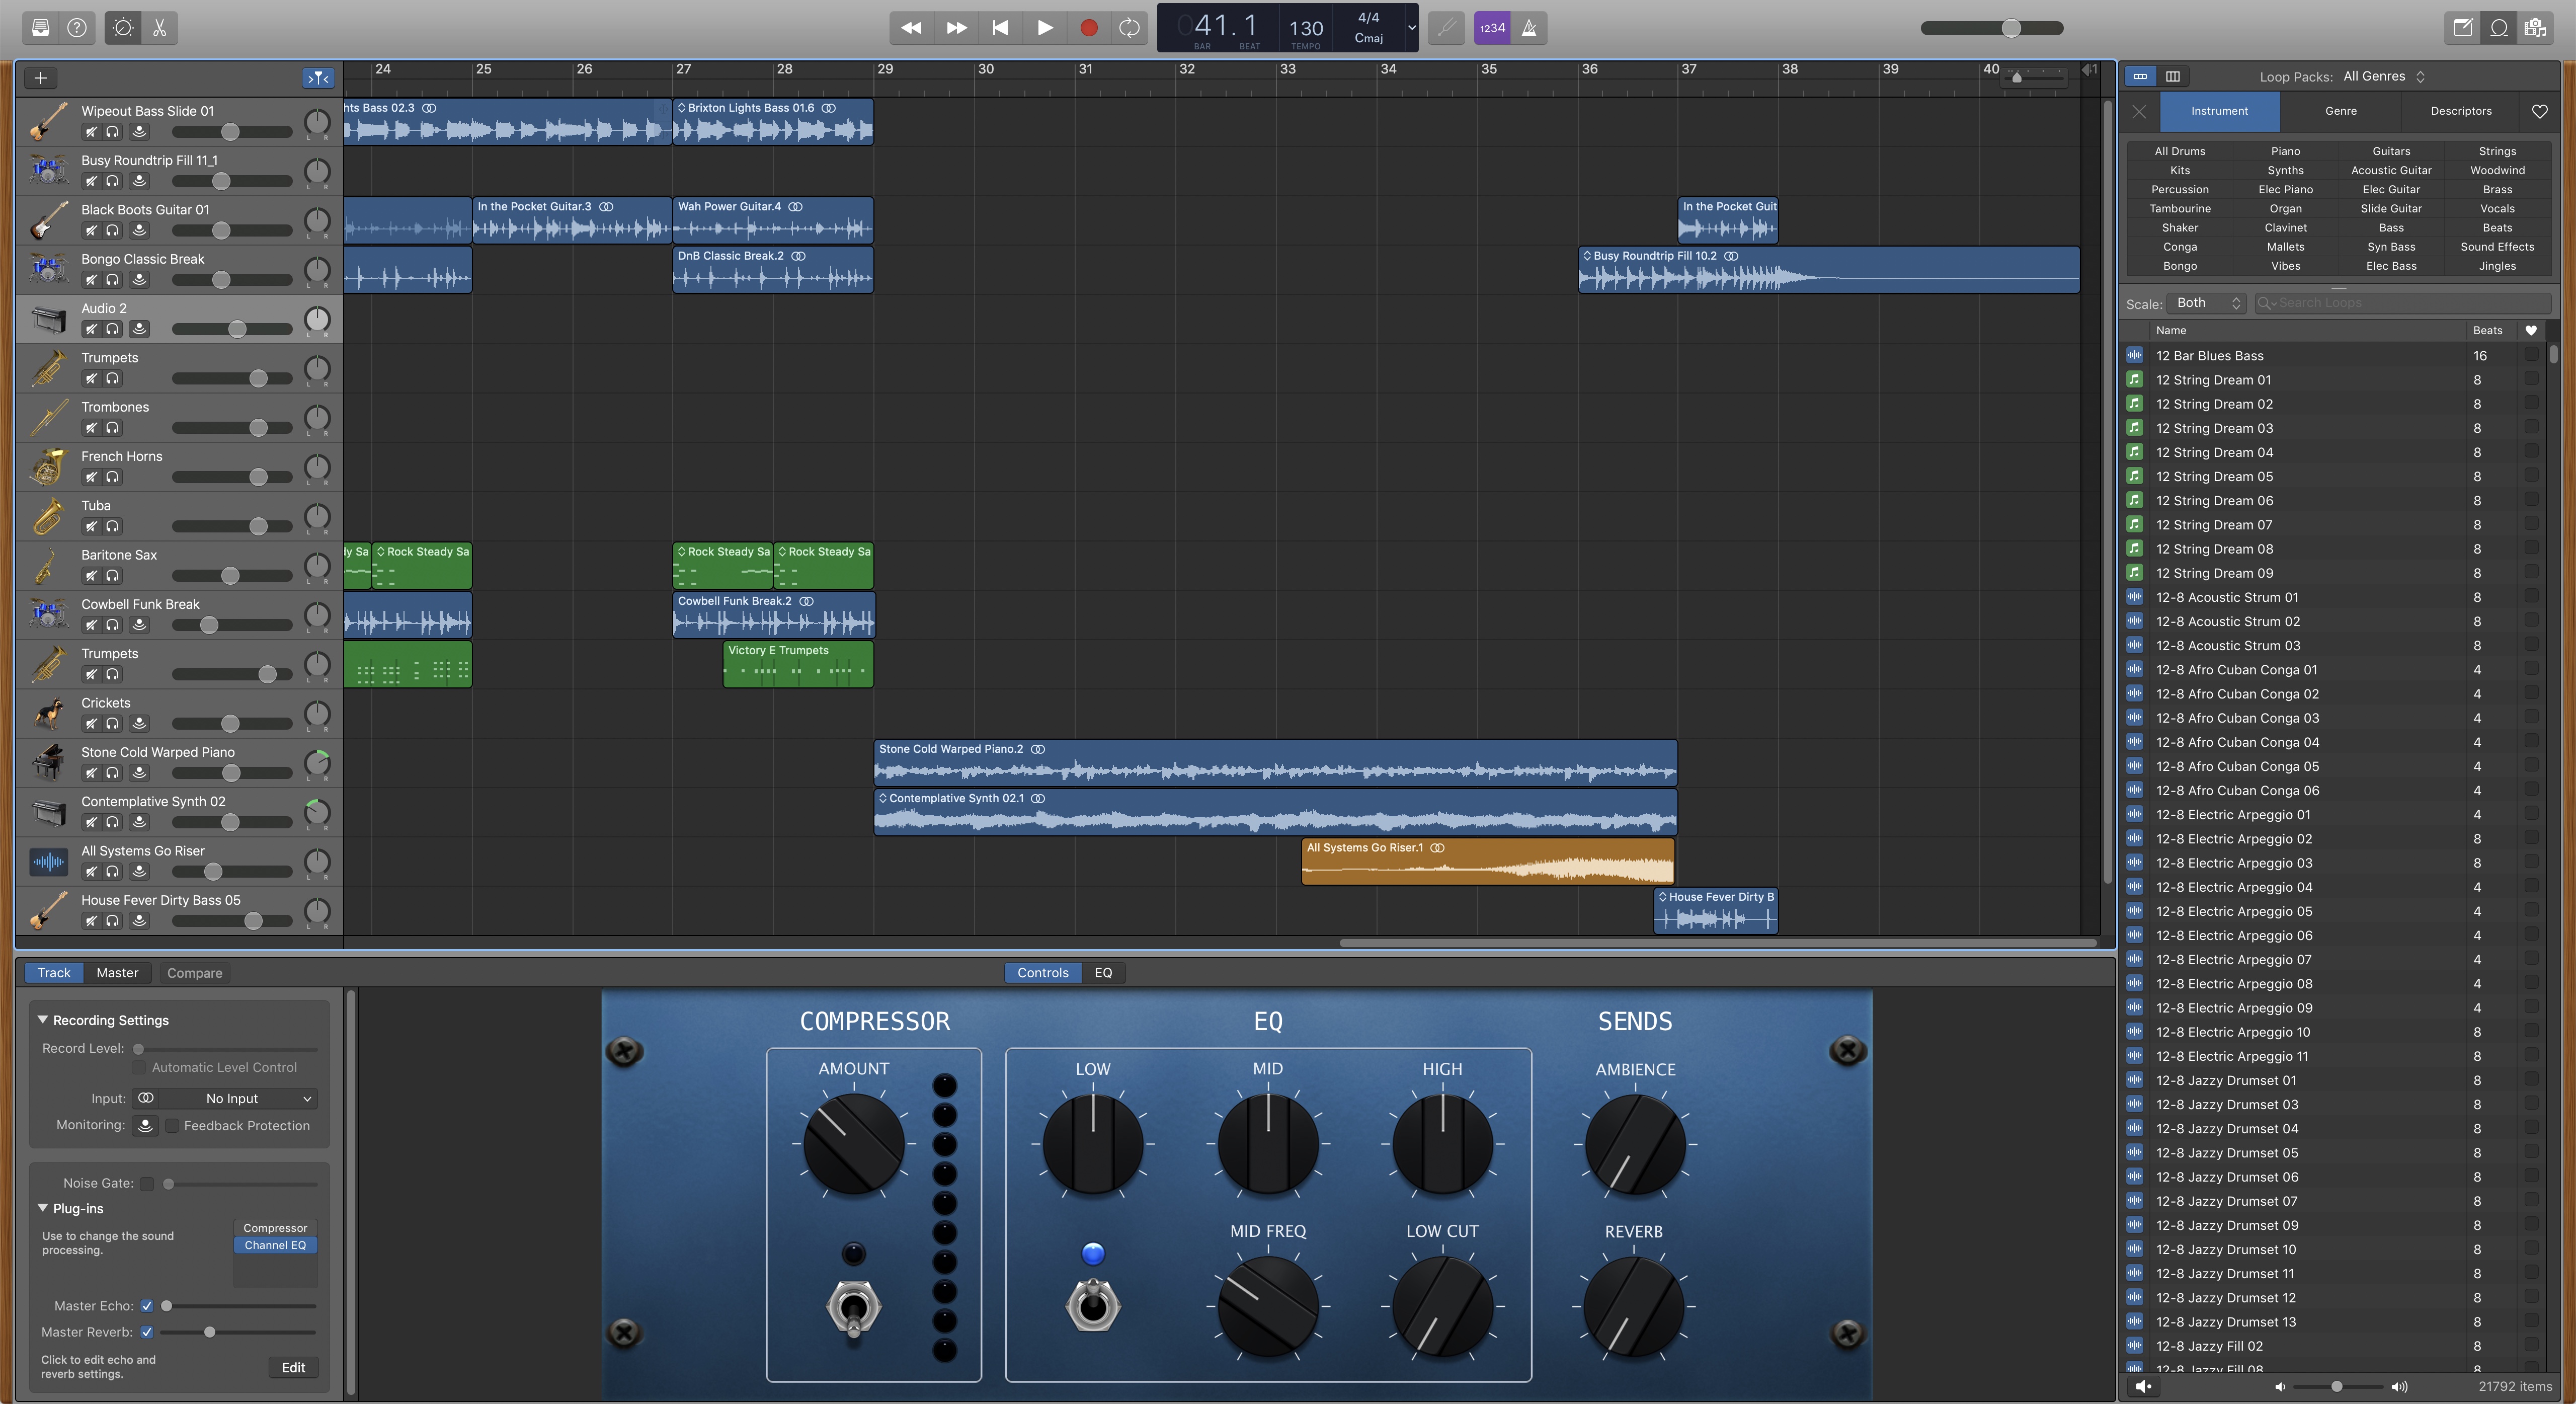 041.1
BAR
BEAT
130
TEMPO
4/4
Cmaj
1234
24 25 26 27 28 29 30 31 32 33 34 35 36 37 38 39 40 41
Wipeout Bass Slide 01
L R
hts Bass 02.3
Brixton Lights Bass 01.6
Busy Roundtrip Fill 11_1
L R
Black Boots Guitar 01
L R
In the Pocket Guitar.3
Wah Power Guitar.4
In the Pocket Guit
Bongo Classic Break
L R
DnB Classic Break.2
Busy Roundtrip Fill 10.2
Audio 2
L R
Trumpets
L R
Trombones
L R
French Horns
L R
Tuba
L R
Baritone Sax
L R
ly Sa
Rock Steady Sa
Rock Steady Sa
Rock Steady Sa
Cowbell Funk Break
L R
Cowbell Funk Break.2
Trumpets
L R
Victory E Trumpets
Crickets
L R
Stone Cold Warped Piano
L R
Stone Cold Warped Piano.2
Contemplative Synth 02
L R
Contemplative Synth 02.1
All Systems Go Riser
L R
All Systems Go Riser.1
House Fever Dirty Bass 05
L R
House Fever Dirty B
Track
Master
Compare
Controls
EQ
Recording Settings
Record Level:
Automatic Level Control
Input:
No Input
Monitoring:
Feedback Protection
Noise Gate:
Plug-ins
Use to change the sound
processing.
Compressor
Channel EQ
Master Echo:
Master Reverb:
Click to edit echo and
reverb settings.
Edit
COMPRESSOR
AMOUNT
EQ
LOW
MID
HIGH
MID FREQ
LOW CUT
SENDS
AMBIENCE
REVERB
Loop Packs: All Genres
Instrument
Genre
Descriptors
All Drums Piano Guitars Strings
Kits Synths Acoustic Guitar Woodwind
Percussion Elec Piano Elec Guitar Brass
Tambourine Organ Slide Guitar Vocals
Shaker Clavinet Bass Beats
Conga Mallets Syn Bass Sound Effects
Bongo Vibes Elec Bass Jingles
Scale: Both
Search Loops
Name Beats
12 Bar Blues Bass 16
12 String Dream 01 8
12 String Dream 02 8
12 String Dream 03 8
12 String Dream 04 8
12 String Dream 05 8
12 String Dream 06 8
12 String Dream 07 8
12 String Dream 08 8
12 String Dream 09 8
12-8 Acoustic Strum 01 8
12-8 Acoustic Strum 02 8
12-8 Acoustic Strum 03 8
12-8 Afro Cuban Conga 01 4
12-8 Afro Cuban Conga 02 4
12-8 Afro Cuban Conga 03 4
12-8 Afro Cuban Conga 04 4
12-8 Afro Cuban Conga 05 4
12-8 Afro Cuban Conga 06 4
12-8 Electric Arpeggio 01 4
12-8 Electric Arpeggio 02 8
12-8 Electric Arpeggio 03 8
12-8 Electric Arpeggio 04 4
12-8 Electric Arpeggio 05 4
12-8 Electric Arpeggio 06 4
12-8 Electric Arpeggio 07 4
12-8 Electric Arpeggio 08 4
12-8 Electric Arpeggio 09 4
12-8 Electric Arpeggio 10 8
12-8 Electric Arpeggio 11 4
12-8 Jazzy Drumset 01 8
12-8 Jazzy Drumset 03 8
12-8 Jazzy Drumset 04 8
12-8 Jazzy Drumset 05 8
12-8 Jazzy Drumset 06 8
12-8 Jazzy Drumset 07 8
12-8 Jazzy Drumset 09 8
12-8 Jazzy Drumset 10 8
12-8 Jazzy Drumset 11 8
12-8 Jazzy Drumset 12 8
12-8 Jazzy Drumset 13 8
12-8 Jazzy Fill 02 8
12-8 Jazzy Fill 08 8
21792 items